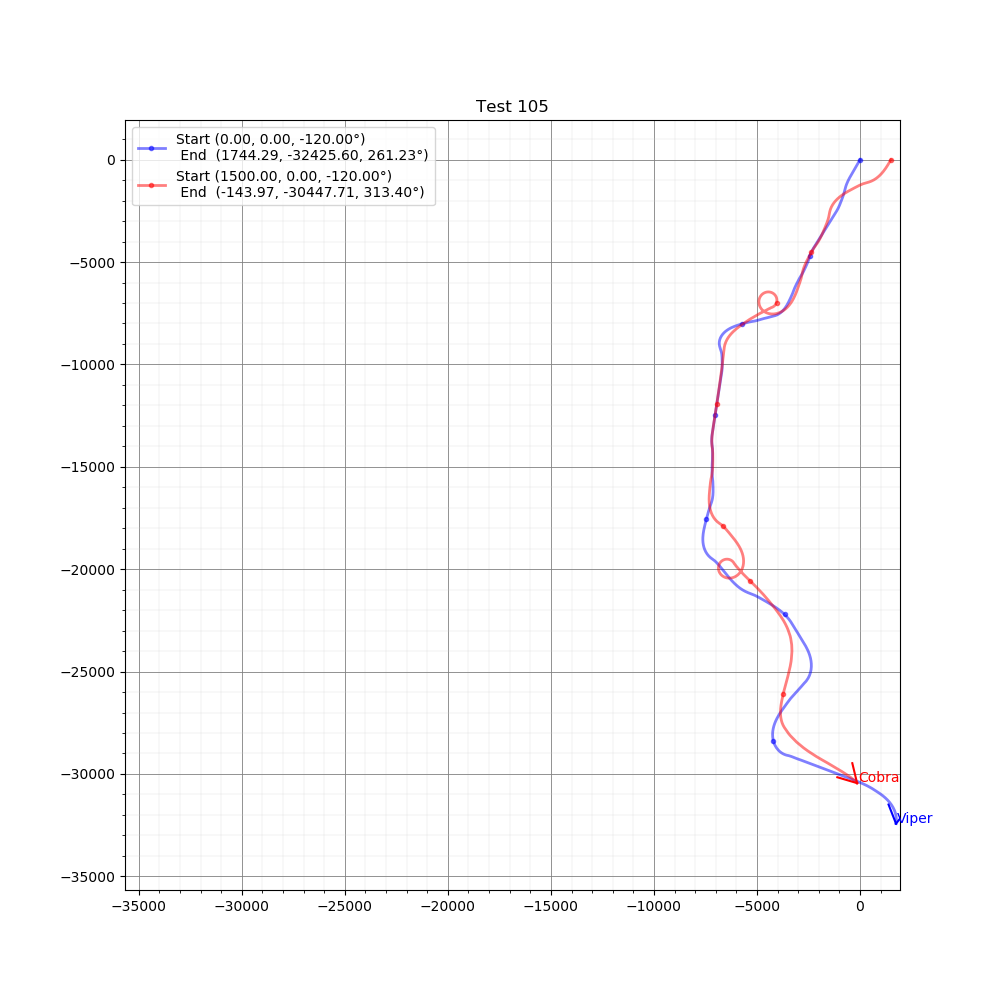 Test 105
Start (0.00, 0.00, -120.00°)
End  (1744.29, -32425.60, 261.23°)
Start (1500.00, 0.00, -120.00°)
End  (-143.97, -30447.71, 313.40°)
0
−5000
−10000
−15000
−20000
−25000
−30000
−35000
Cobra
Viper
−35000 −30000 −25000 −20000 −15000 −10000 −5000 0